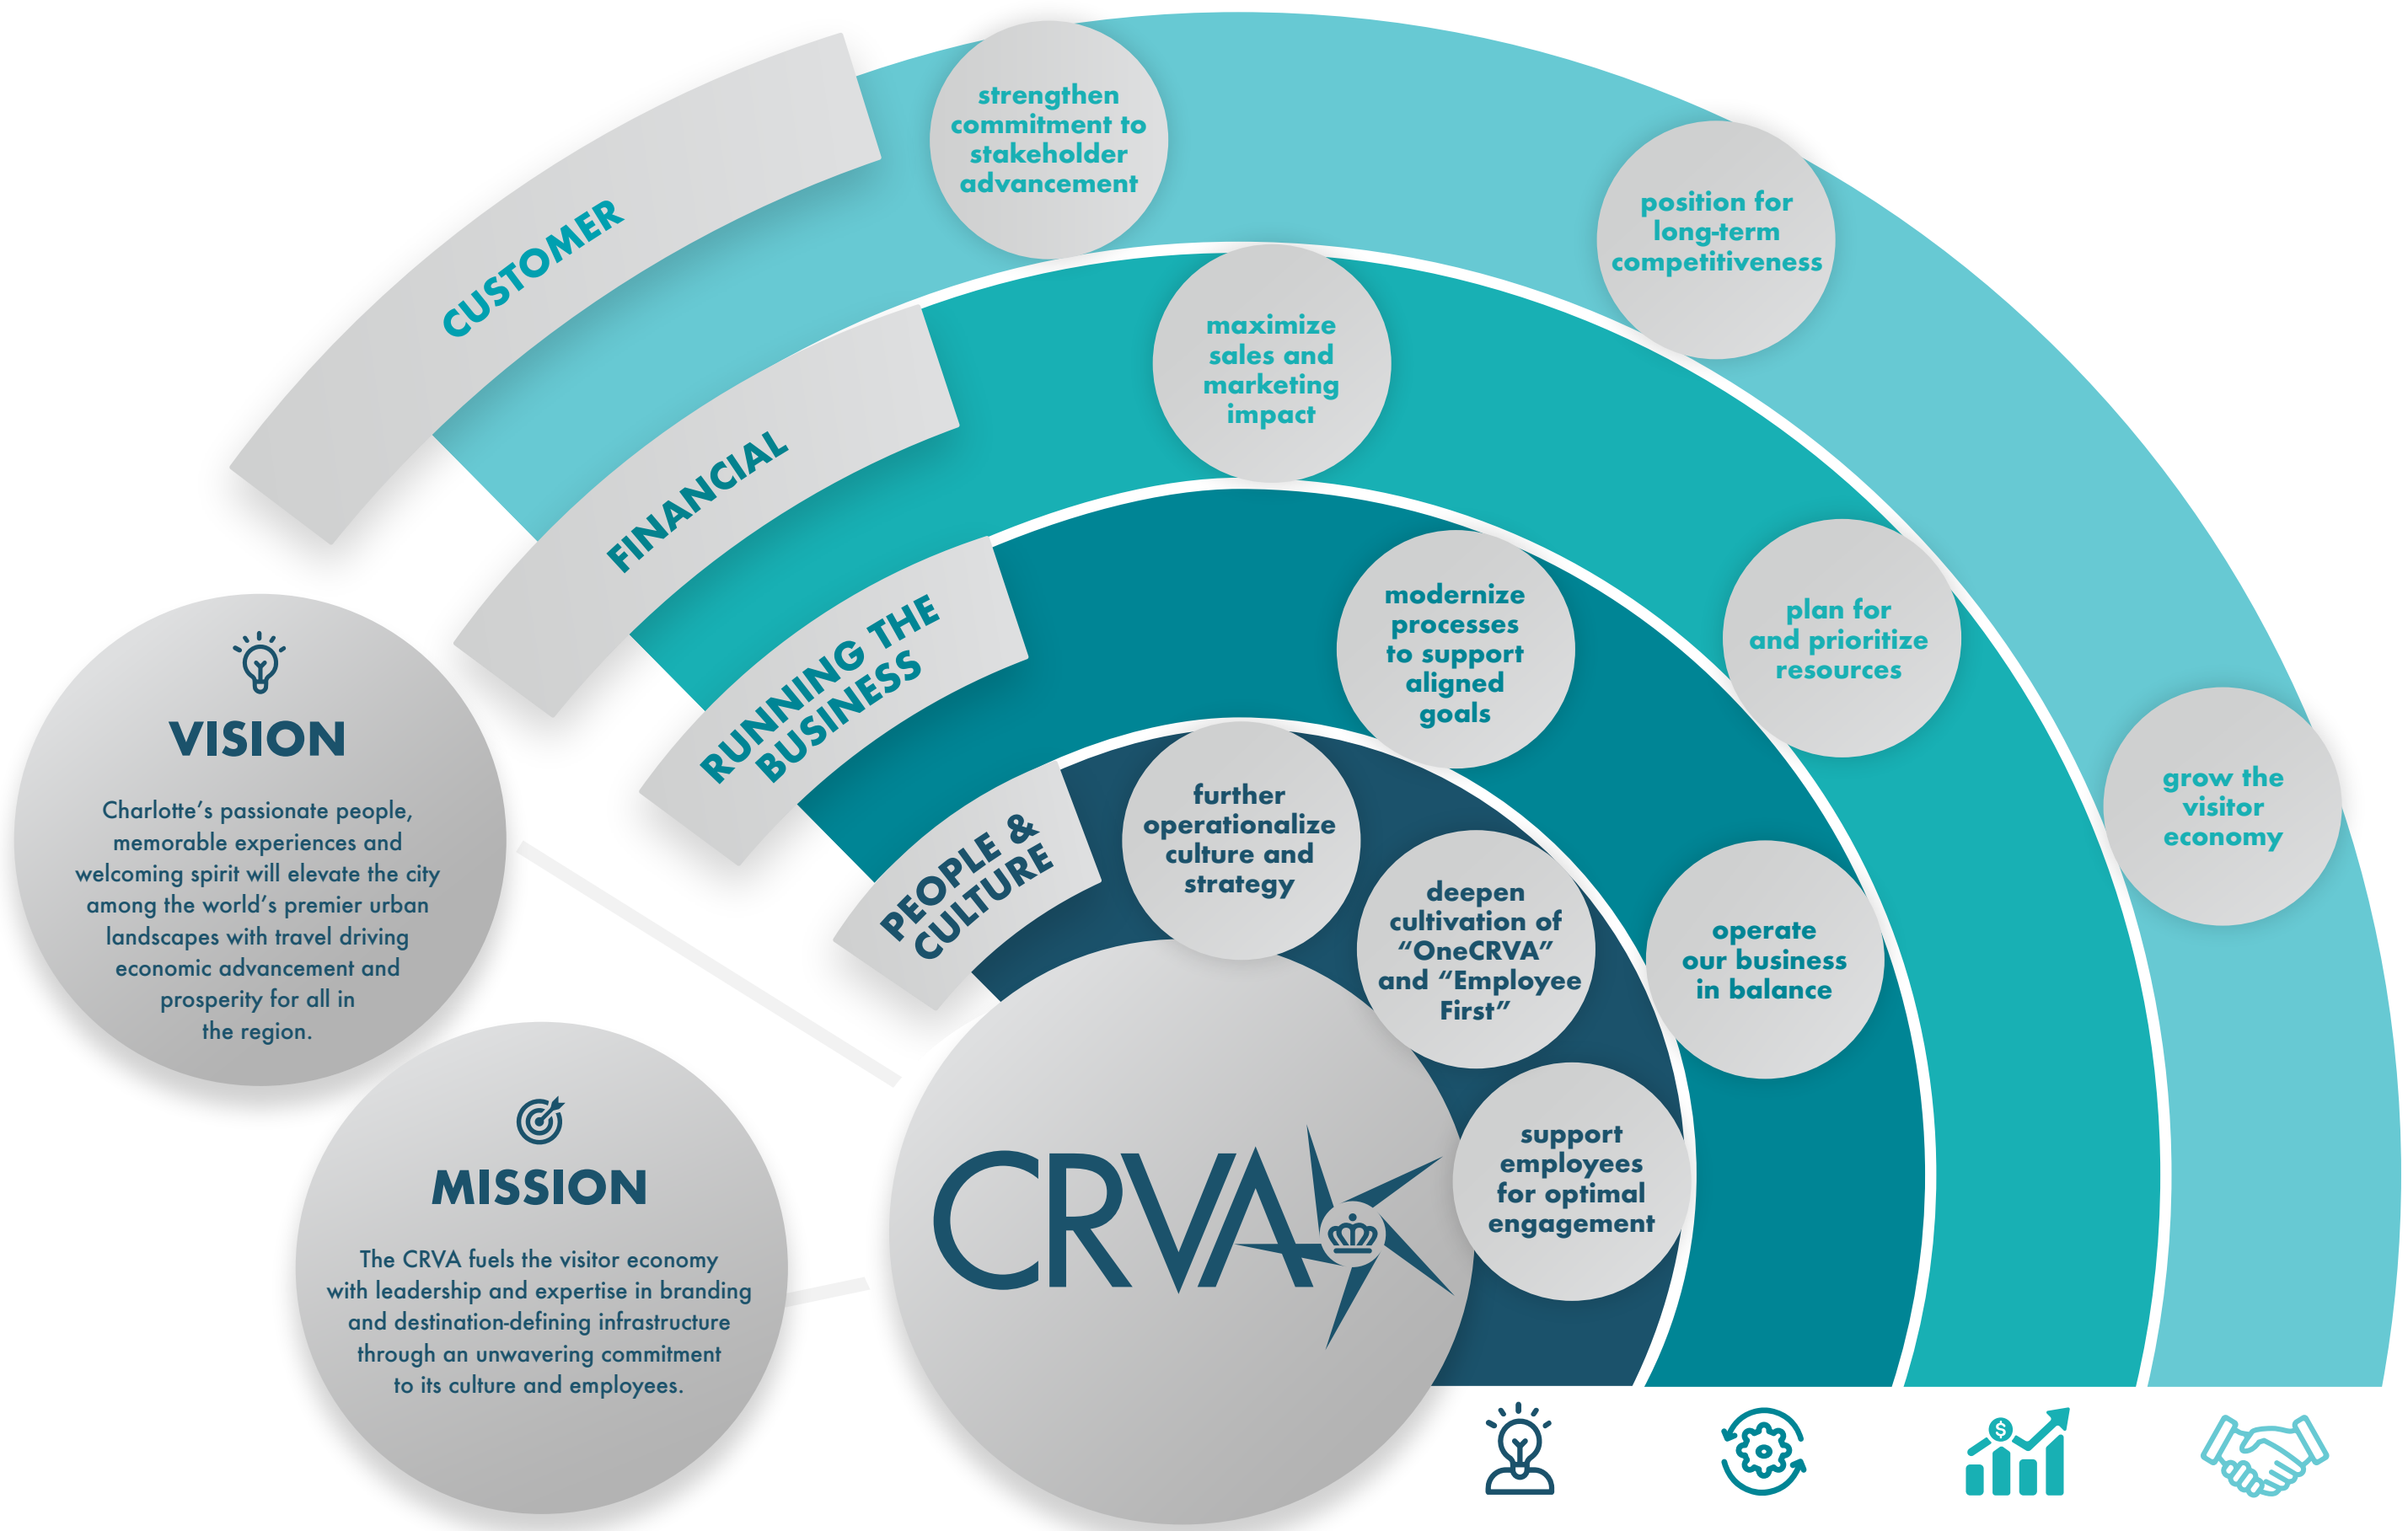 CUSTOMER
strengthen
commitment to
stakeholder
advancement
position for
long-term
competitiveness
grow the
visitor
economy
FINANCIAL
maximize
sales and
marketing
impact
plan for
and prioritize
resources
RUNNING THE
BUSINESS
modernize
processes
to support
aligned
goals
operate
our business
in balance
PEOPLE &
CULTURE
further
operationalize
culture and
strategy
deepen
cultivation of
“OneCRVA”
and “Employee
First”
support
employees
for optimal
engagement
VISION
Charlotte’s passionate people,
memorable experiences and
welcoming spirit will elevate the city
among the world’s premier urban
landscapes with travel driving
economic advancement and
prosperity for all in
the region.
MISSION
The CRVA fuels the visitor economy
with leadership and expertise in branding
and destination-defining infrastructure
through an unwavering commitment
to its culture and employees.
CRVA
$